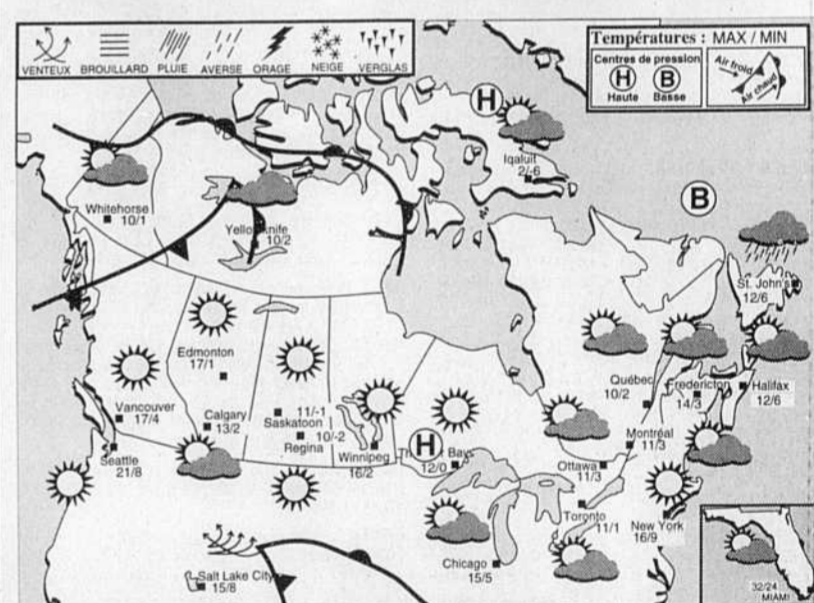 VENTEUX BROUILLARD PLUIE AVERSE ORAGE NEIGE VERGLAS
Températures : MAX / MIN
Centres de pression
H B
Haute Basse
Air froid
Air chaud
H
Iqaluit
2/-6
B
Whitehorse
10/1
Yellowknife
10/2
St. John's
12/6
Edmonton
17/1
Vancouver
17/4
Calgary
13/2
11/-1
Saskatoon
10/-2
Regina
Winnipeg
16/2
H
Bay
12/0
Québec
10/2
Fredericton
14/3
Halifax
12/6
Montréal
11/3
Ottawa
11/3
Toronto
11/1
Seattle
21/8
New York
16/9
Chicago
15/5
Salt Lake City
15/8
32/24
MIAMI